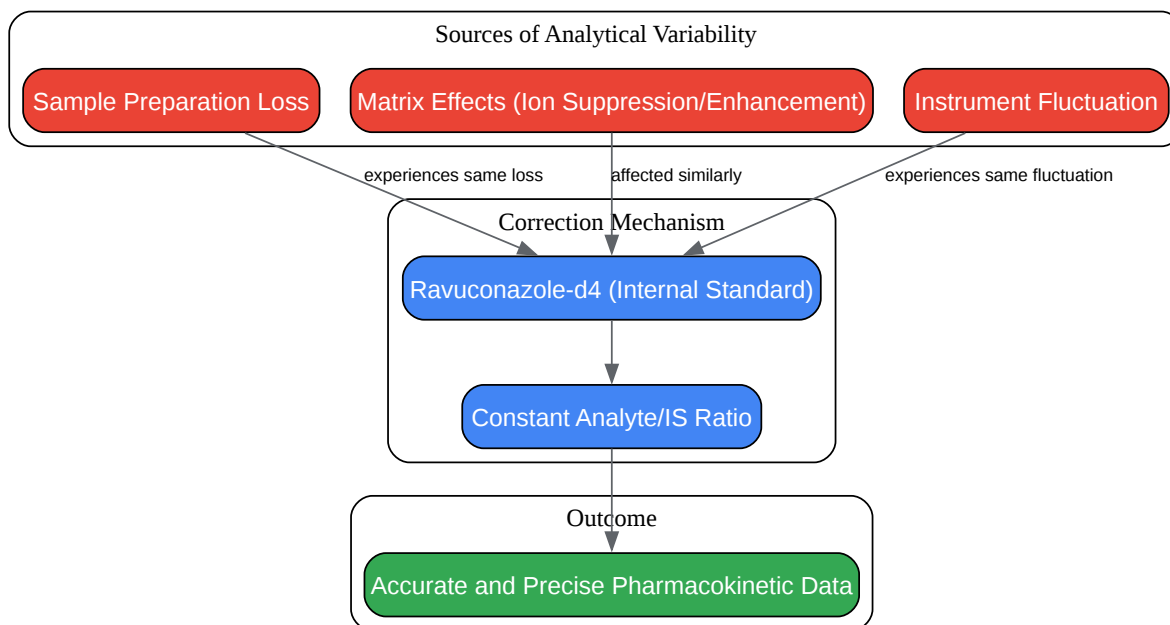 Sources of Analytical Variability
Sample Preparation Loss
Matrix Effects (Ion Suppression/Enhancement)
Instrument Fluctuation
experiences same loss
affected similarly
experiences same fluctuation
Correction Mechanism
Ravuconazole-d4 (Internal Standard)
Constant Analyte/IS Ratio
Outcome
Accurate and Precise Pharmacokinetic Data